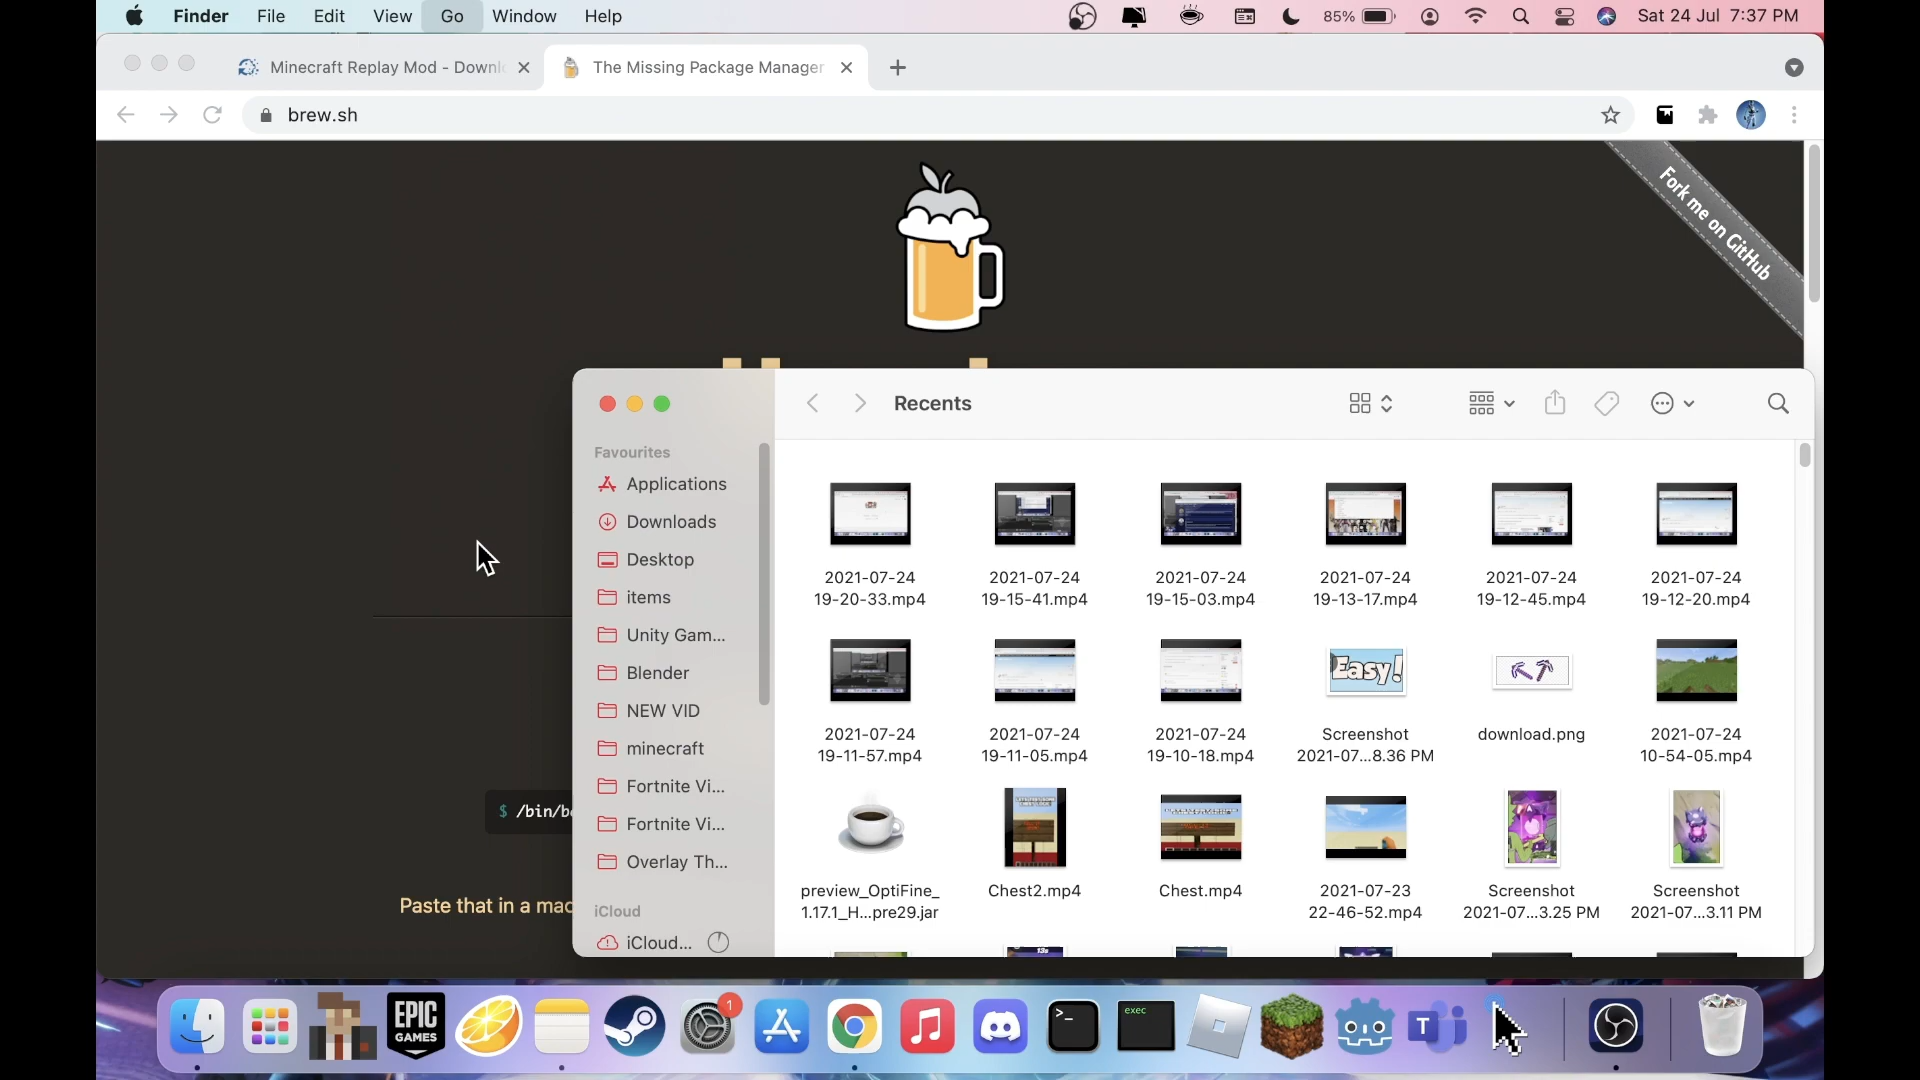 Finder File Edit View Go Window Help 85% Sat 24 Jul 7:37 PM
Minecraft Replay Mod - Downl The Missing Package Manager
brew.sh
Fork me on GitHub
Recents
Favourites
Applications
Downloads
Desktop
items
Unity Gam...
Blender
NEW VID
minecraft
Fortnite Vi...
Fortnite Vi...
Overlay Th...
iCloud
iCloud...
2021-07-24 2021-07-24 2021-07-24 2021-07-24 2021-07-24 2021-07-24
19-20-33.mp4 19-15-41.mp4 19-15-03.mp4 19-13-17.mp4 19-12-45.mp4 19-12-20.mp4
Easy!
2021-07-24 2021-07-24 2021-07-24 Screenshot download.png 2021-07-24
19-11-57.mp4 19-11-05.mp4 19-10-18.mp4 2021-07...8.36 PM 10-54-05.mp4
preview_OptiFine_ Chest2.mp4 Chest.mp4 2021-07-23 Screenshot Screenshot
1.17.1_H...pre29.jar 22-46-52.mp4 2021-07...3.25 PM 2021-07...3.11 PM
$ /bin/b
Paste that in a mac
EPIC
GAMES
1
>_
exec
T